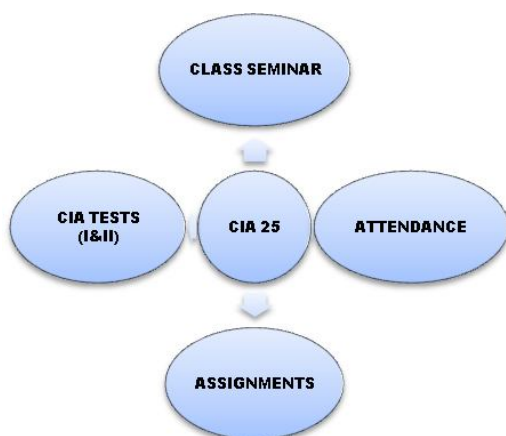 CLASS SEMINAR
CIA TESTS
(I&II)
CIA 25
ATTENDANCE
ASSIGNMENTS